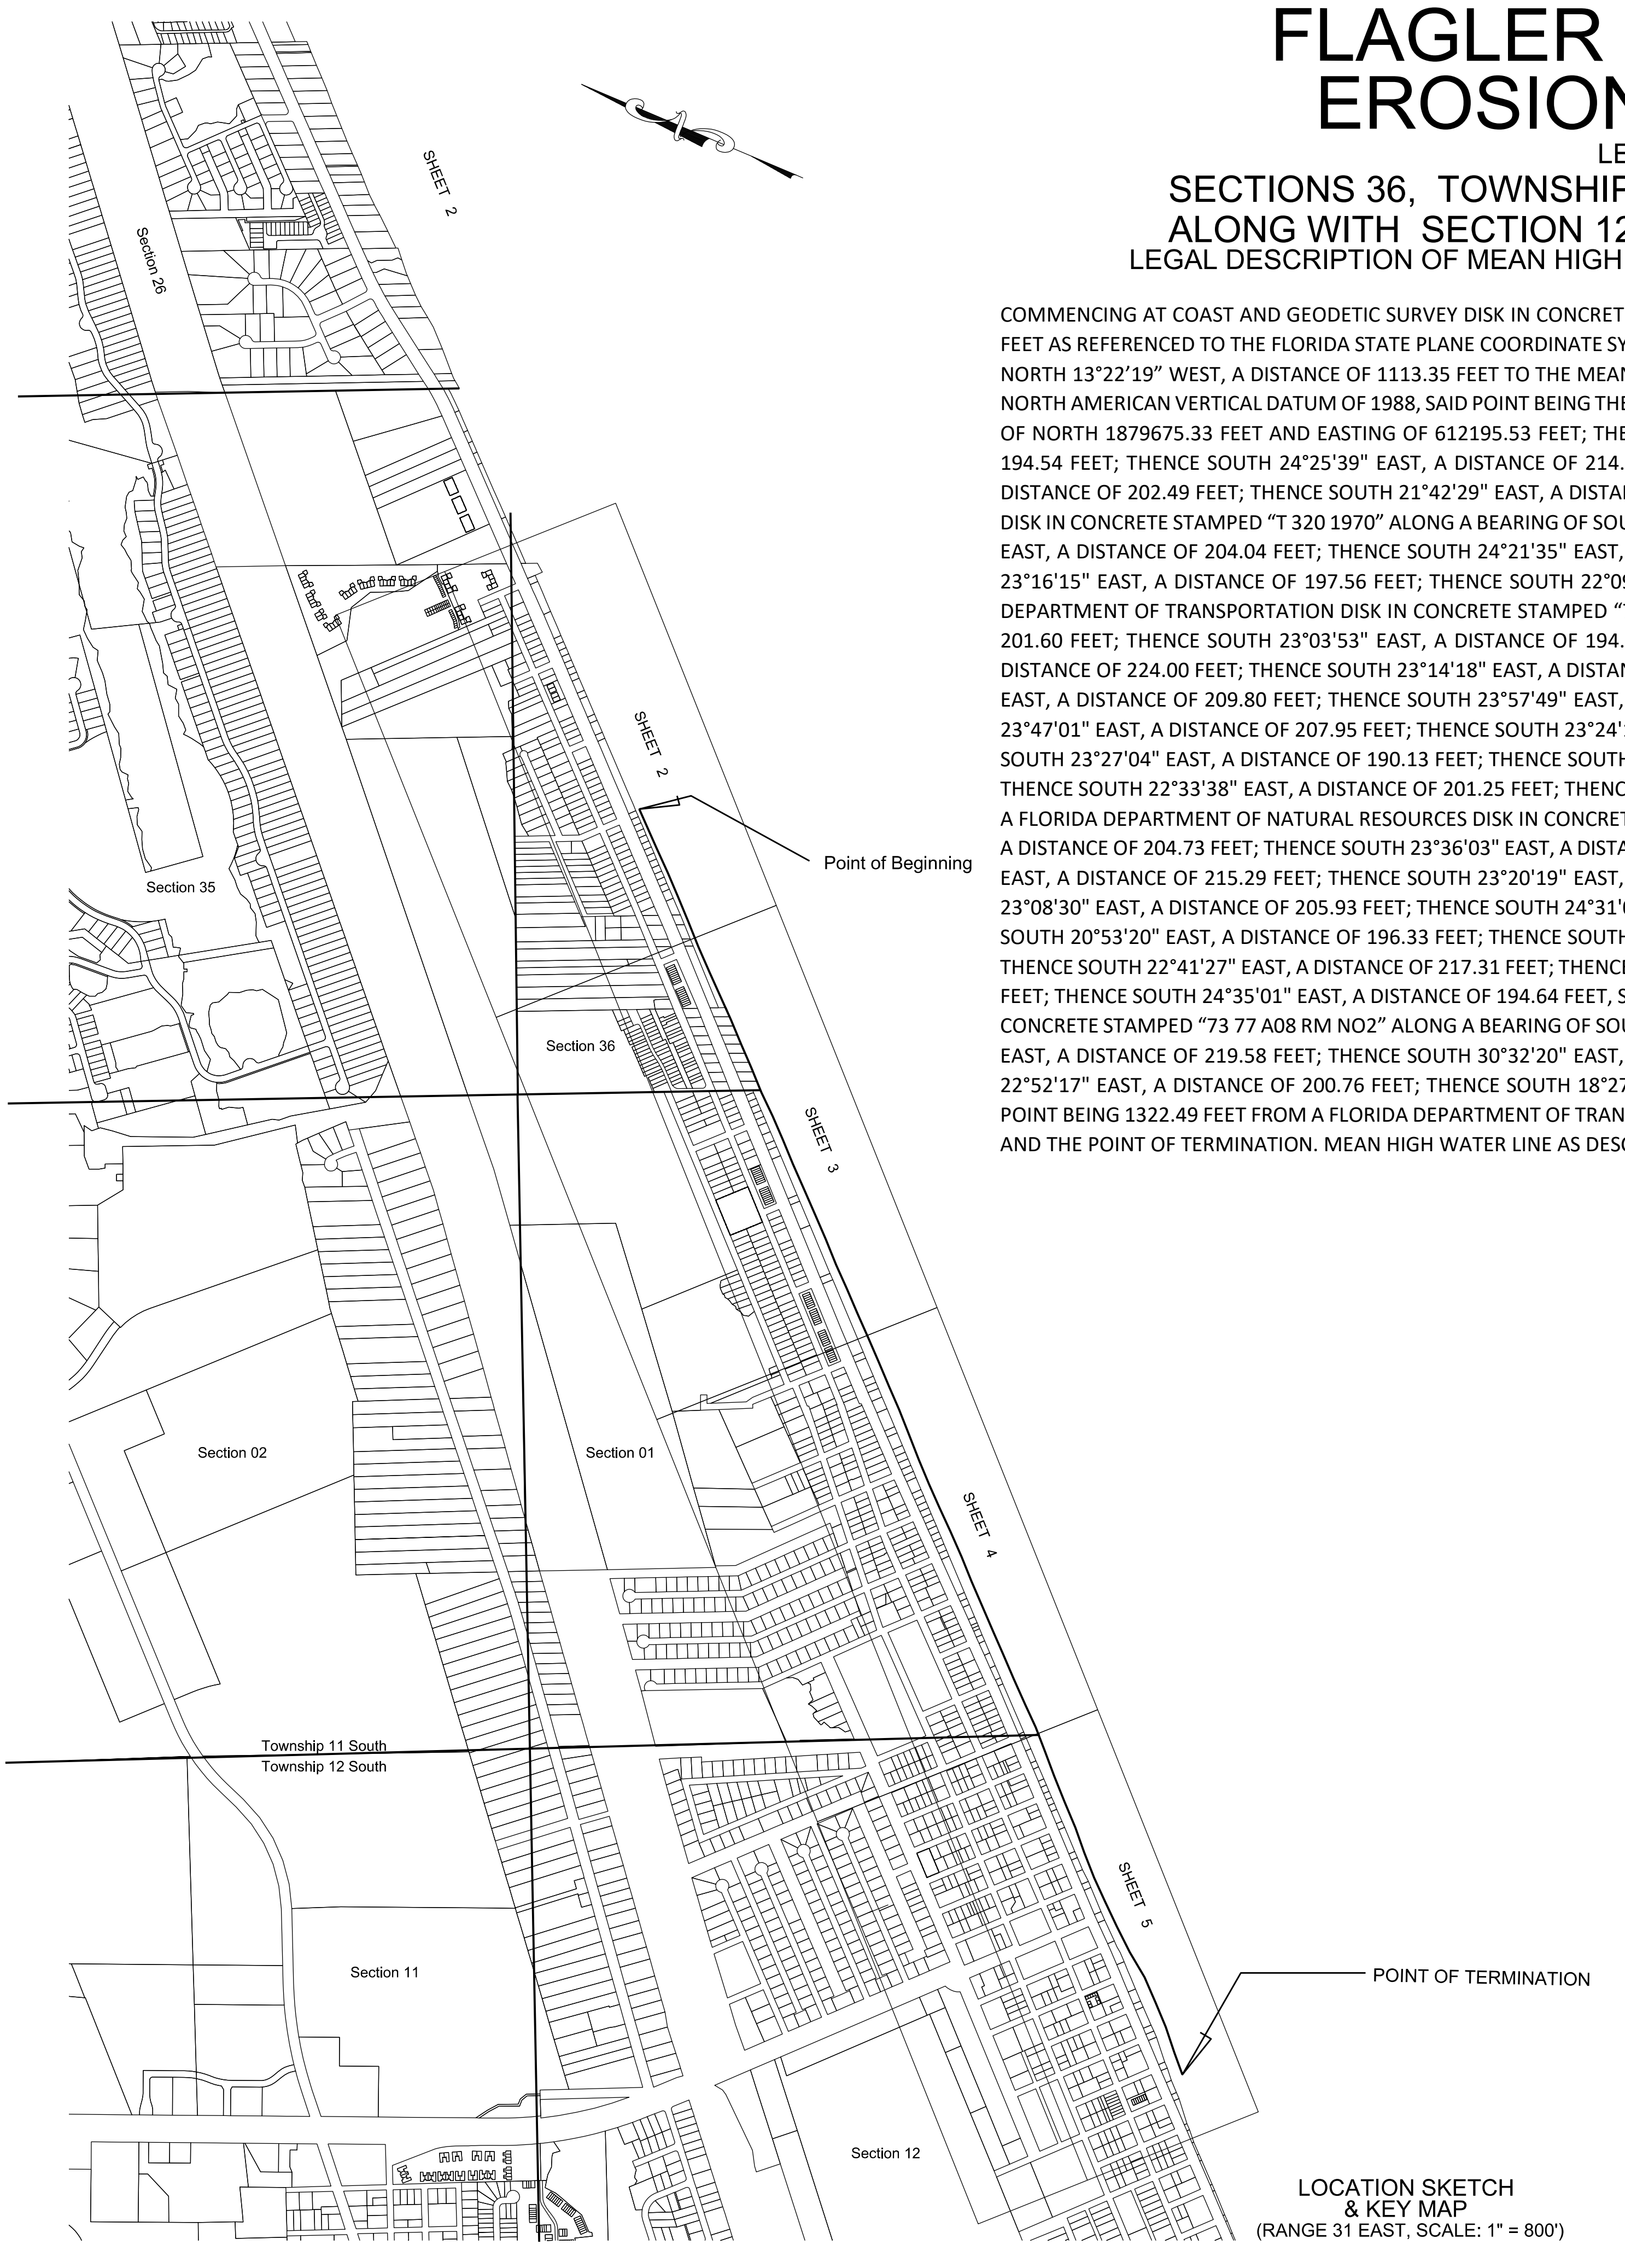 FLAGLER
EROSION
LE
SECTIONS 36, TOWNSHIP
ALONG WITH SECTION 12
LEGAL DESCRIPTION OF MEAN HIGH
COMMENCING AT COAST AND GEODETIC SURVEY DISK IN CONCRET
FEET AS REFERENCED TO THE FLORIDA STATE PLANE COORDINATE SY
NORTH 13°22’19” WEST, A DISTANCE OF 1113.35 FEET TO THE MEAN
NORTH AMERICAN VERTICAL DATUM OF 1988, SAID POINT BEING THE
OF NORTH 1879675.33 FEET AND EASTING OF 612195.53 FEET; THE
194.54 FEET; THENCE SOUTH 24°25'39" EAST, A DISTANCE OF 214.
DISTANCE OF 202.49 FEET; THENCE SOUTH 21°42'29" EAST, A DISTAN
DISK IN CONCRETE STAMPED “T 320 1970” ALONG A BEARING OF SOU
EAST, A DISTANCE OF 204.04 FEET; THENCE SOUTH 24°21'35" EAST,
23°16'15" EAST, A DISTANCE OF 197.56 FEET; THENCE SOUTH 22°09
DEPARTMENT OF TRANSPORTATION DISK IN CONCRETE STAMPED “T
201.60 FEET; THENCE SOUTH 23°03'53" EAST, A DISTANCE OF 194.
DISTANCE OF 224.00 FEET; THENCE SOUTH 23°14'18" EAST, A DISTAN
EAST, A DISTANCE OF 209.80 FEET; THENCE SOUTH 23°57'49" EAST,
23°47'01" EAST, A DISTANCE OF 207.95 FEET; THENCE SOUTH 23°24'
SOUTH 23°27'04" EAST, A DISTANCE OF 190.13 FEET; THENCE SOUTH
THENCE SOUTH 22°33'38" EAST, A DISTANCE OF 201.25 FEET; THENC
A FLORIDA DEPARTMENT OF NATURAL RESOURCES DISK IN CONCRET
A DISTANCE OF 204.73 FEET; THENCE SOUTH 23°36'03" EAST, A DISTA
EAST, A DISTANCE OF 215.29 FEET; THENCE SOUTH 23°20'19" EAST,
23°08'30" EAST, A DISTANCE OF 205.93 FEET; THENCE SOUTH 24°31'
SOUTH 20°53'20" EAST, A DISTANCE OF 196.33 FEET; THENCE SOUTH
THENCE SOUTH 22°41'27" EAST, A DISTANCE OF 217.31 FEET; THENCE
FEET; THENCE SOUTH 24°35'01" EAST, A DISTANCE OF 194.64 FEET, S
CONCRETE STAMPED “73 77 A08 RM NO2” ALONG A BEARING OF SOU
EAST, A DISTANCE OF 219.58 FEET; THENCE SOUTH 30°32'20" EAST,
22°52'17" EAST, A DISTANCE OF 200.76 FEET; THENCE SOUTH 18°27
POINT BEING 1322.49 FEET FROM A FLORIDA DEPARTMENT OF TRAN
AND THE POINT OF TERMINATION. MEAN HIGH WATER LINE AS DESC
SHEET 2
Section 26
SHEET 2
Point of Beginning
Section 35
Section 36
SHEET 3
Section 02
Section 01
SHEET 4
Township 11 South
Township 12 South
SHEET 5
Section 11
POINT OF TERMINATION
Section 12
LOCATION SKETCH
& KEY MAP
(RANGE 31 EAST, SCALE: 1" = 800')